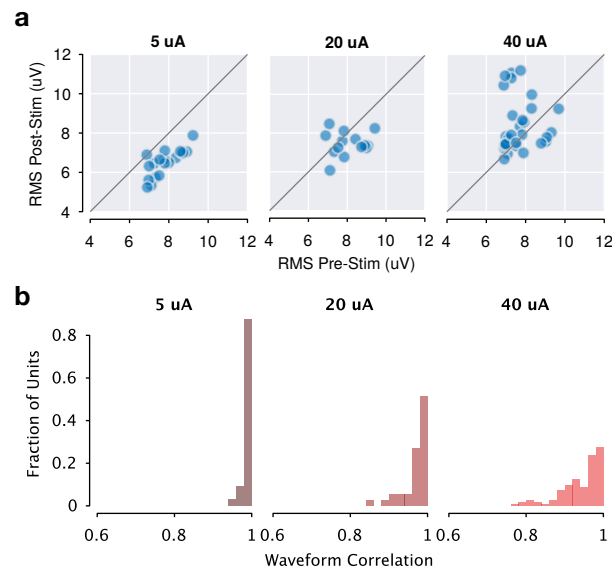 a
5 uA 20 uA 40 uA
RMS Post-Stim (uV)
12
10
8
6
4
4 6 8 10 12 4 6 8 10 12 4 6 8 10 12
RMS Pre-Stim (uV)
b
5 uA 20 uA 40 uA
Fraction of Units
0.8
0.6
0.4
0.2
0
0.6 0.8 1 0.6 0.8 1 0.6 0.8 1
Waveform Correlation